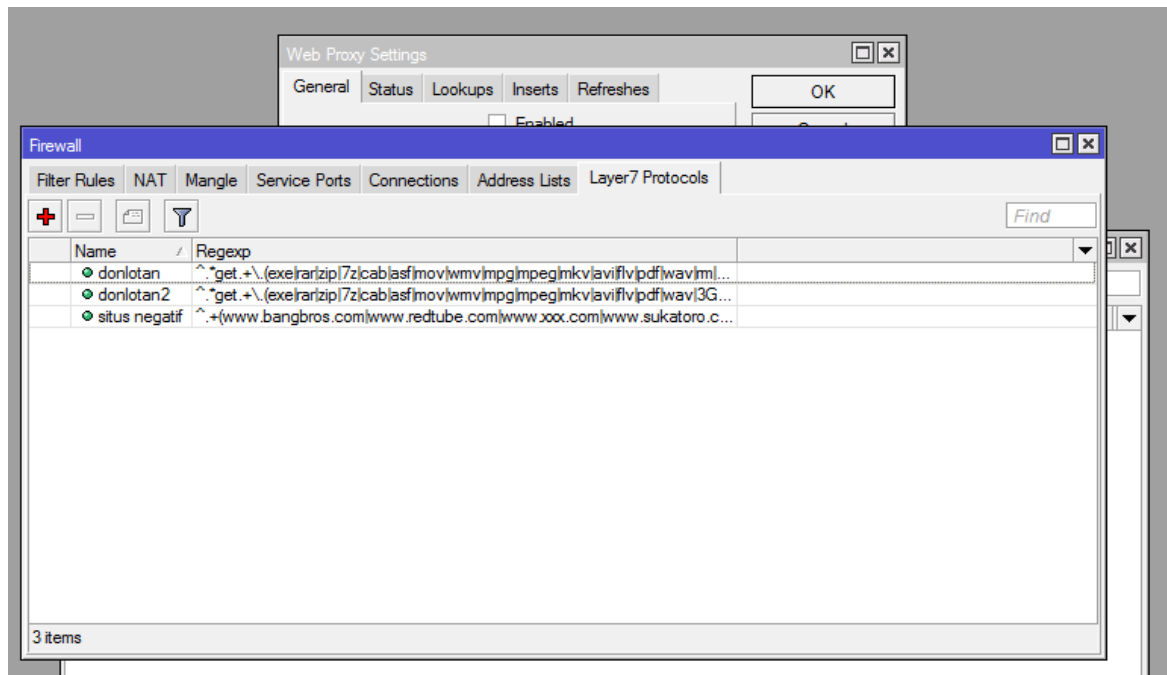 Web Proxy Settings
General Status Lookups Inserts Refreshes OK
Enabled
Firewall
Filter Rules NAT Mangle Service Ports Connections Address Lists Layer7 Protocols
Find
Name Regexp
donlotan ^.*get.+\.(exe|rar|zip|7z|cab|asf|mov|wmv|mpg|mpeg|mkv|avi|flv|pdf|wav|rm|...
donlotan2 ^.*get.+\.(exe|rar|zip|7z|cab|asf|mov|wmv|mpg|mpeg|mkv|avi|flv|pdf|wav|3G...
situs negatif ^.+(www.bangbros.com|www.redtube.com|www.xxx.com|www.sukatoro.c...
3 items